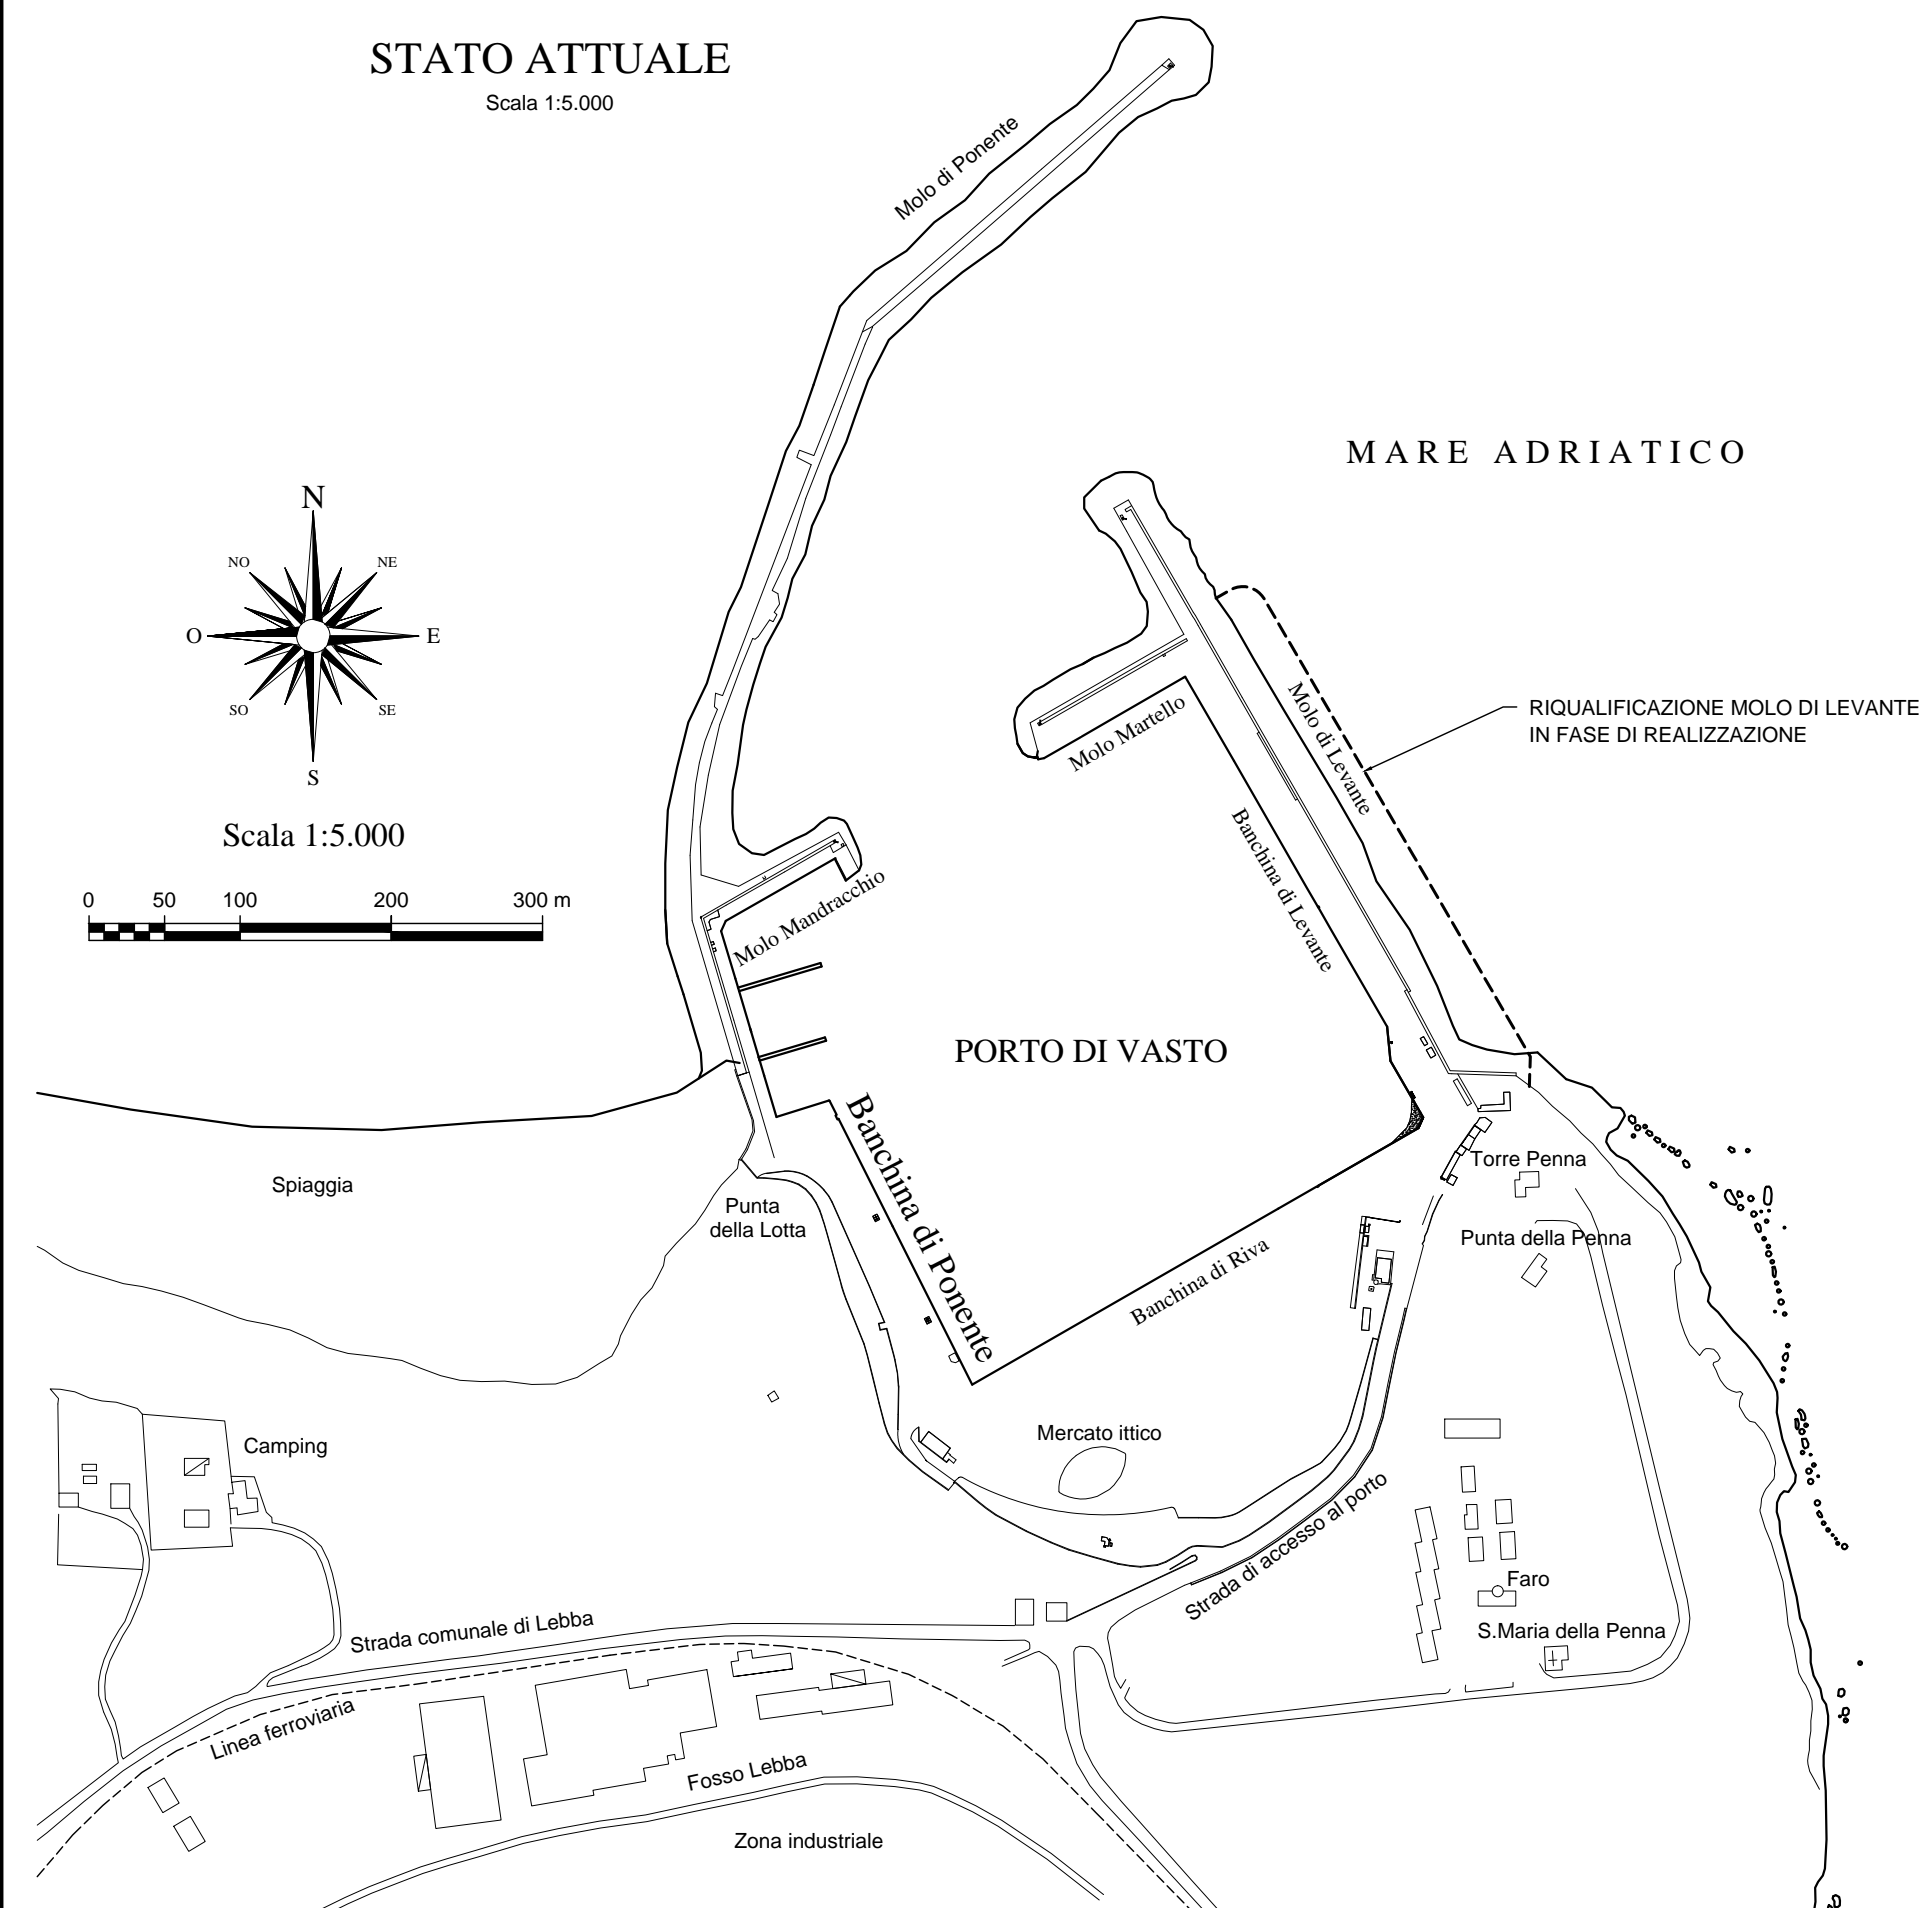 STATO ATTUALE
Scala 1:5.000
Molo di Ponente
MARE ADRIATICO
N
NO
NE
O
E
SO
SE
S
RIQUALIFICAZIONE MOLO DI LEVANTE
IN FASE DI REALIZZAZIONE
Molo di Levante
Molo Martello
Scala 1:5.000
0 50 100 200 300 m
Banchina di Levante
Molo Mandracchio
PORTO DI VASTO
Banchina di Ponente
Torre Penna
Spiaggia
Punta
della Lotta
Punta della Penna
Banchina di Riva
Mercato ittico
Camping
Strada di accesso al porto
Faro
Strada comunale di Lebba
S.Maria della Penna
Linea ferroviaria
Fosso Lebba
Zona industriale